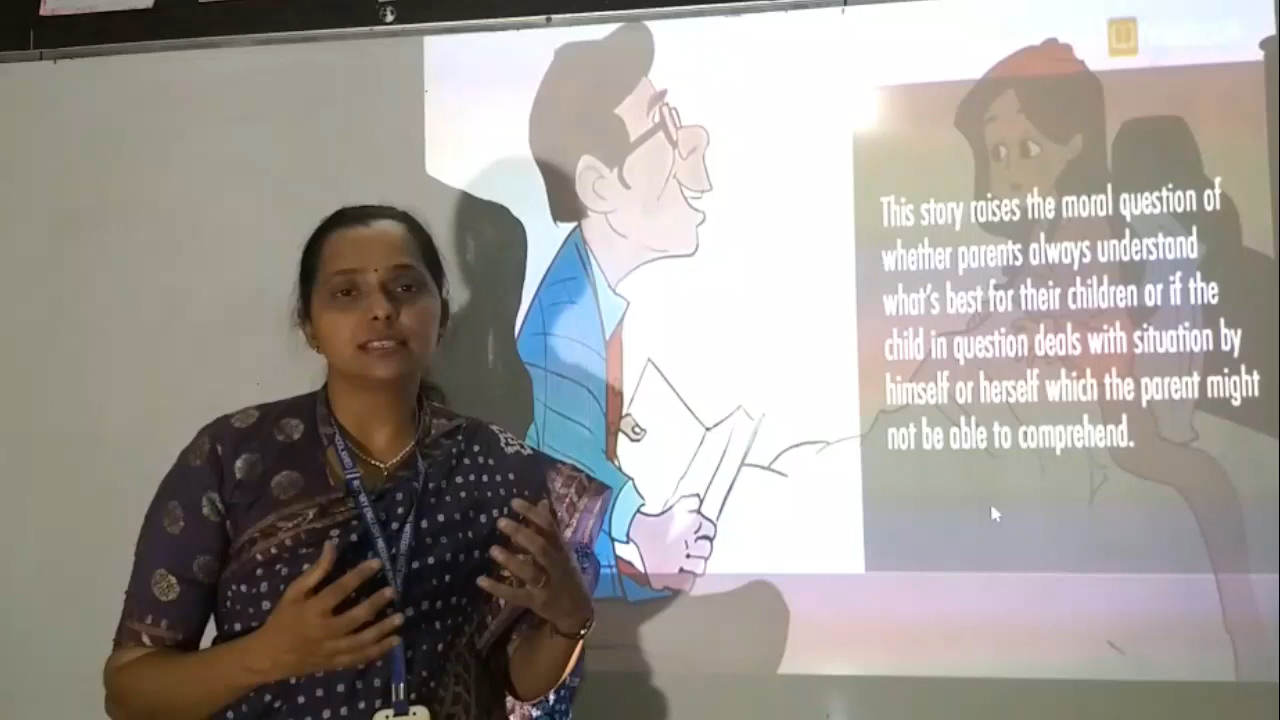 This story raises the moral question of
whether parents always understand
what's best for their children or if the
child in question deals with situation by
himself or herself which the parent might
not be able to comprehend.